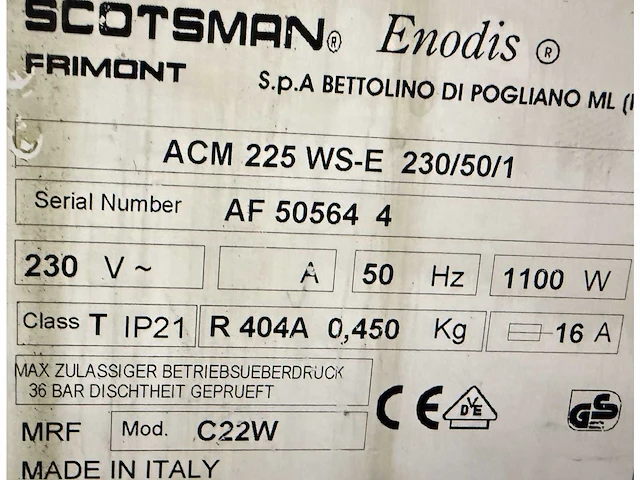 SCOTSMAN® Enodis ®
FRIMONT
S.p.A BETTOLINO DI POGLIANO ML
ACM 225 WS-E 230/50/1
Serial Number AF 50564 4
230 V ~ A 50 Hz 1100 W
Class T IP21 R 404A 0,450 Kg 16 A
MAX ZULASSIGER BETRIEBSUEBERDRUCK
36 BAR DISCHTHEIT GEPRUEFT
CE VDE GS
MRF Mod. C22W
MADE IN ITALY